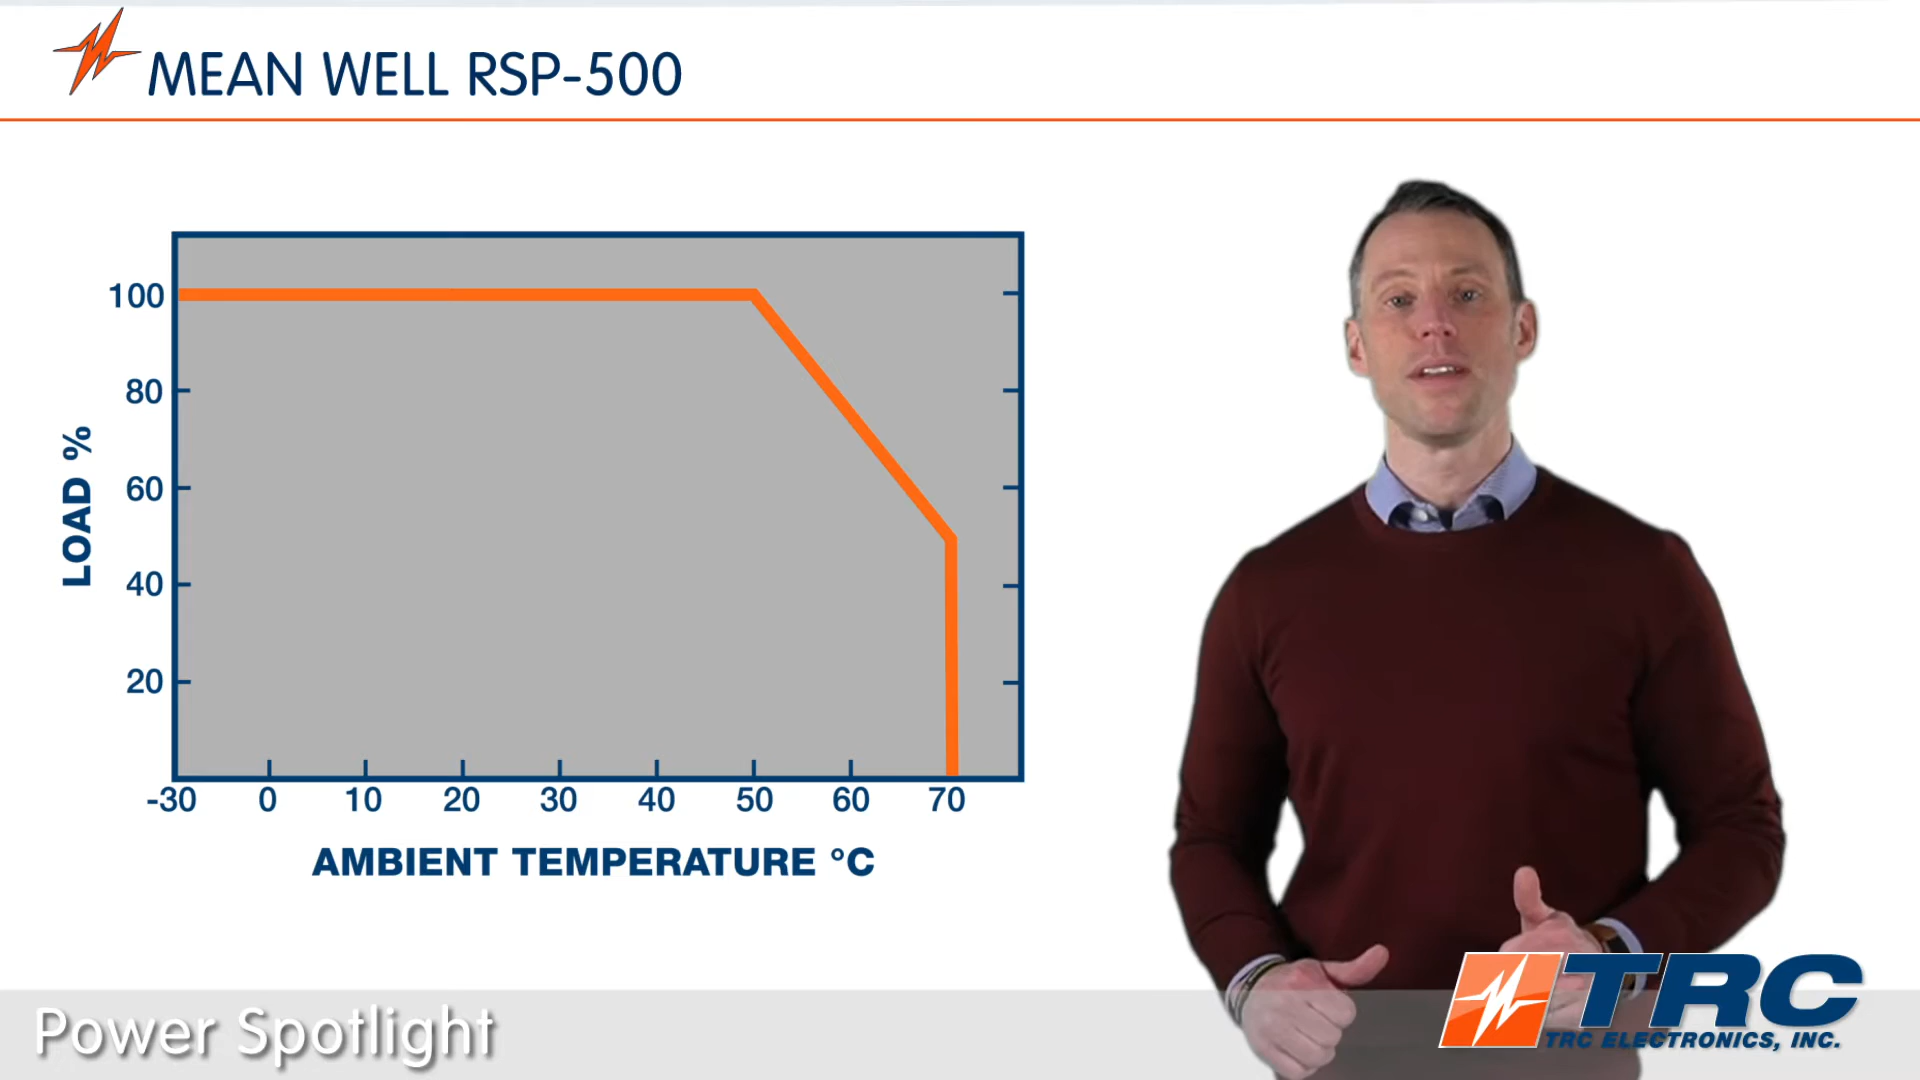 MEAN WELL RSP-500
100
80
60
40
20
LOAD %
-30 0 10 20 30 40 50 60 70
AMBIENT TEMPERATURE °C
Power Spotlight
TRC
TRC ELECTRONICS, INC.